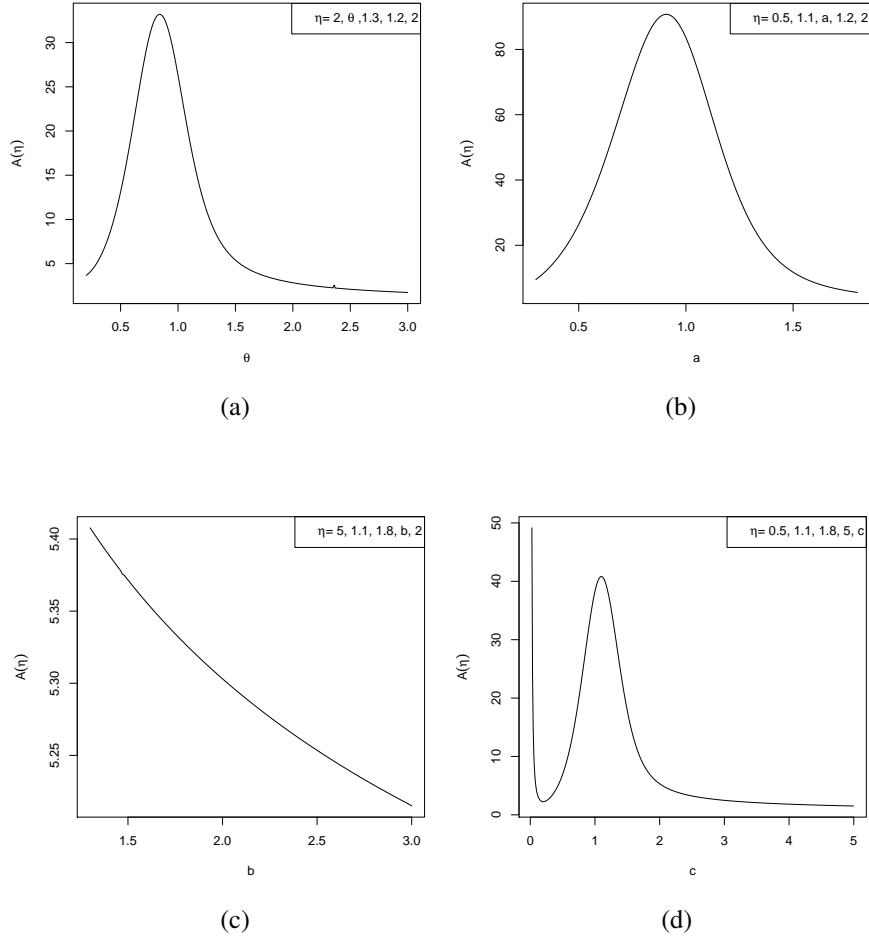 η= 2, θ ,1.3, 1.2, 2
A(η)
5 10 15 20 25 30
0.5 1.0 1.5 2.0 2.5 3.0
θ
(a)
η= 0.5, 1.1, a, 1.2, 2
A(η)
20 40 60 80
0.5 1.0 1.5
a
(b)
η= 5, 1.1, 1.8, b, 2
A(η)
5.25 5.30 5.35 5.40
1.5 2.0 2.5 3.0
b
(c)
η= 0.5, 1.1, 1.8, 5, c
A(η)
0 10 20 30 40 50
0 1 2 3 4 5
c
(d)